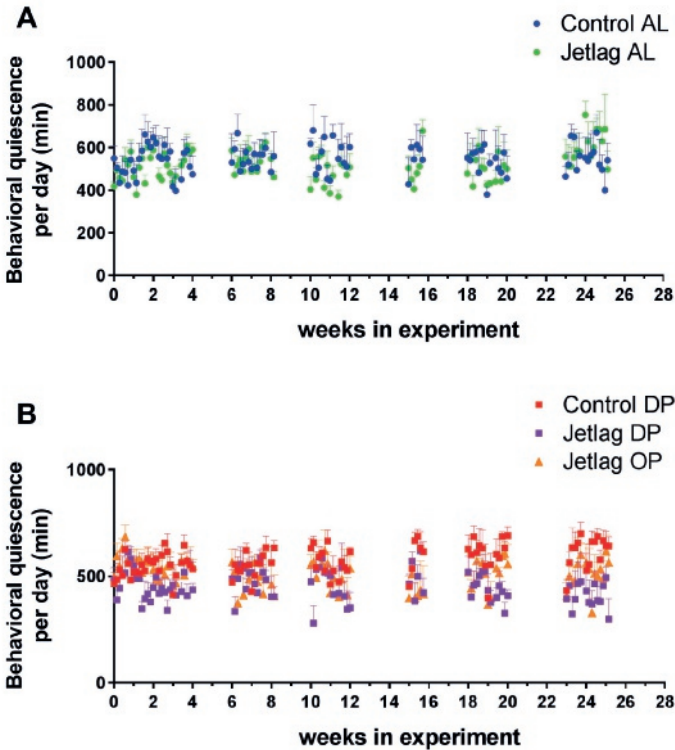 A
Control AL
Jetlag AL
Behavioral quiescence
per day (min)
1000
800
600
400
200
0
0 2 4 6 8 10 12 14 16 18 20 22 24 26 28
weeks in experiment
B
Control DP
Jetlag DP
Jetlag OP
Behavioral quiescence
per day (min)
1000
500
0
0 2 4 6 8 10 12 14 16 18 20 22 24 26 28
weeks in experiment